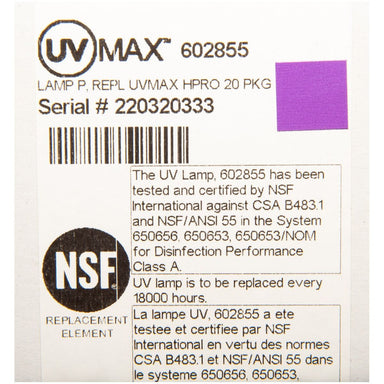 UV MAX™ 602855
LAMP P, REPL UVMAX HPRO 20 PKG
Serial # 220320333
The UV Lamp, 602855 has been
tested and certified by NSF
International against CSA B483.1
and NSF/ANSI 55 in the System
650656, 650653, 650653/NOM
for Disinfection Performance
Class A.
UV lamp is to be replaced every
18000 hours.
NSF
REPLACEMENT
ELEMENT
La lampe UV, 602855 a ete
testee et certifiee par NSF
International en vertu des normes
CSA B483.1 et NSF/ANSI 55 dans
le systeme 650656, 650653,